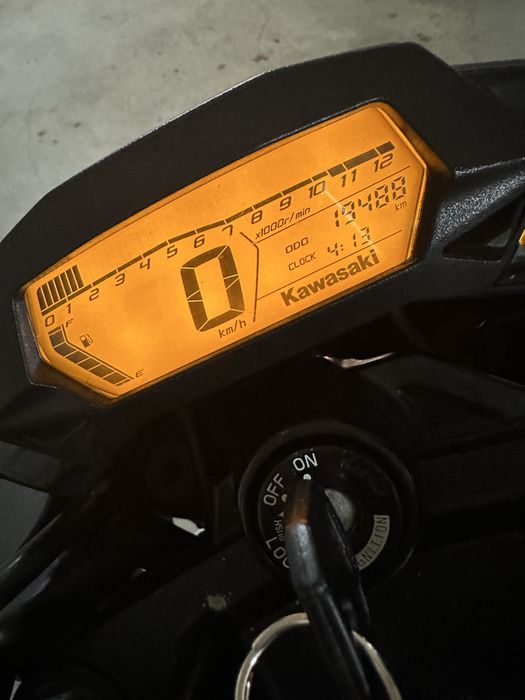 0 1 2 3 4 5 6 7 8 9 10 11 12
x1000r/min
ODO 19488 km
CLOCK 4:13
0
km/h
Kawasaki
F
E
ON
OFF
PUSH